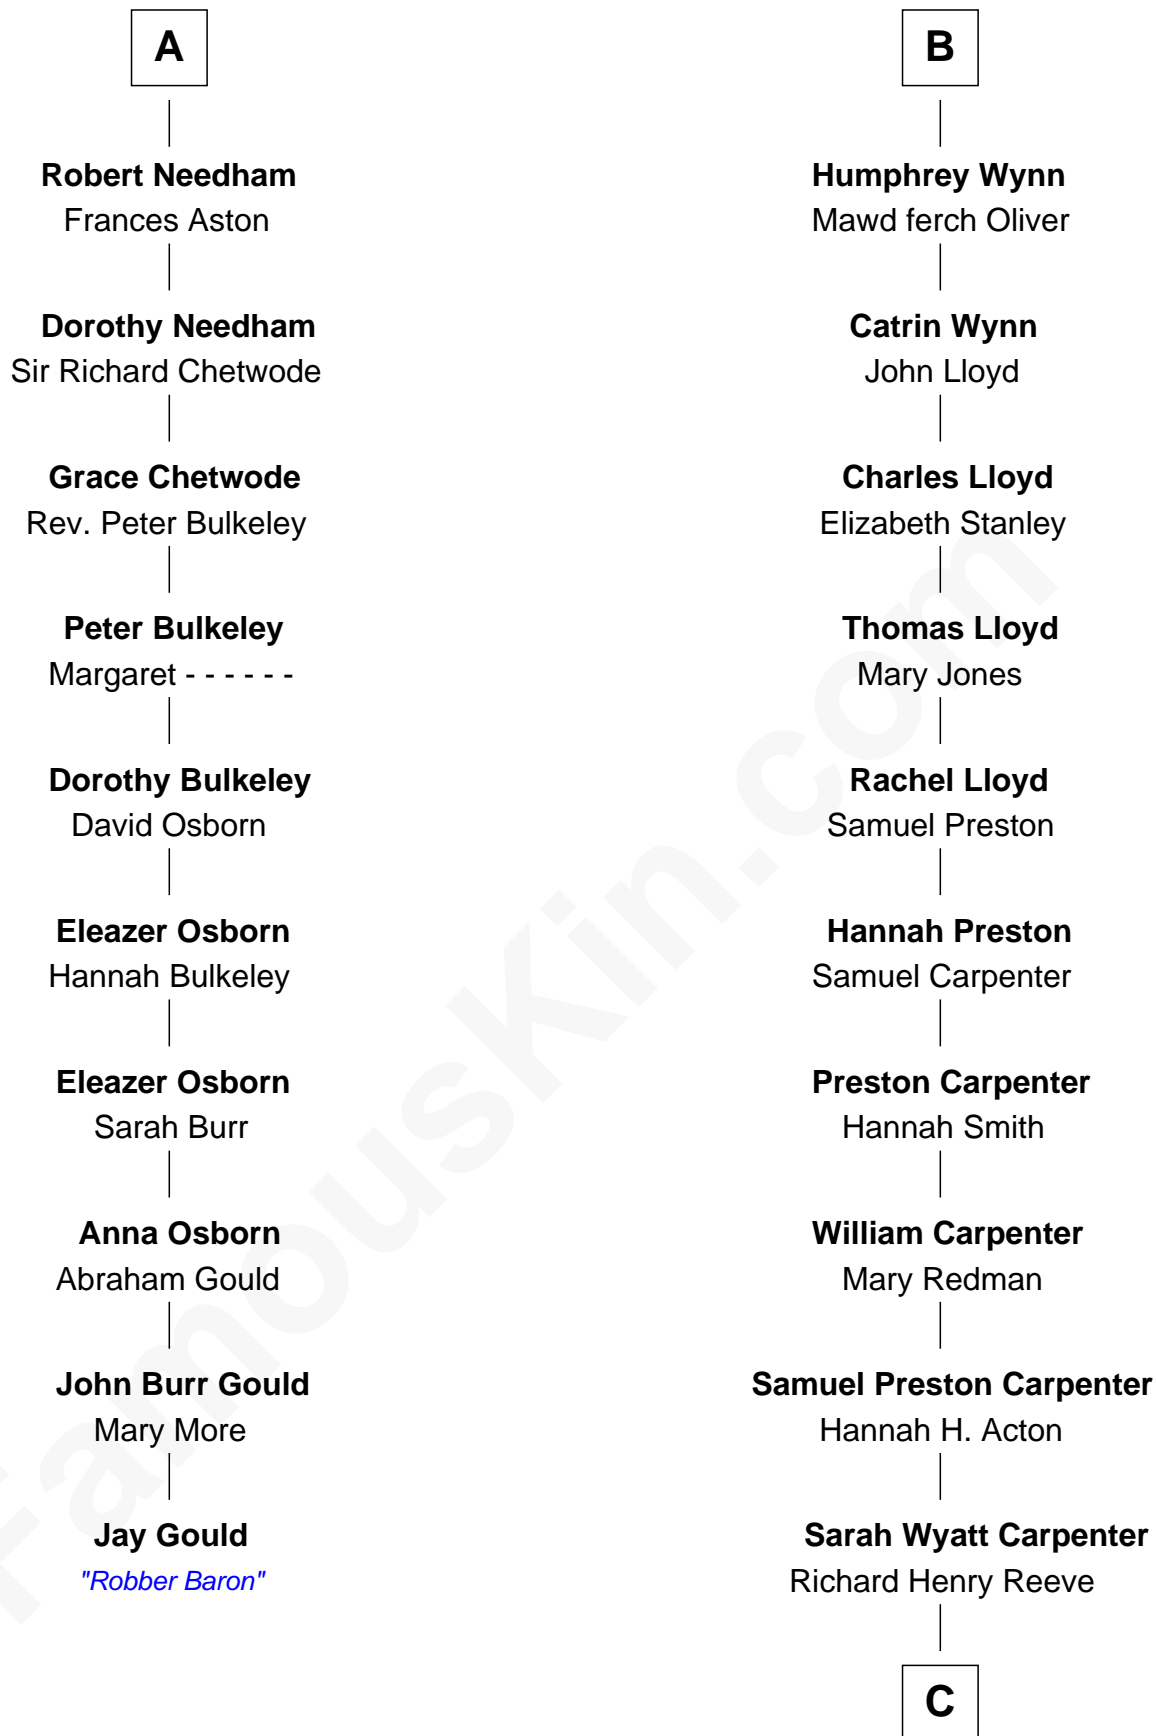 A
Robert Needham
Frances Aston
Dorothy Needham
Sir Richard Chetwode
Grace Chetwode
Rev. Peter Bulkeley
Peter Bulkeley
Margaret - - - - - -
Dorothy Bulkeley
David Osborn
Eleazer Osborn
Hannah Bulkeley
Eleazer Osborn
Sarah Burr
Anna Osborn
Abraham Gould
John Burr Gould
Mary More
Jay Gould
"Robber Baron"
B
Humphrey Wynn
Mawd ferch Oliver
Catrin Wynn
John Lloyd
Charles Lloyd
Elizabeth Stanley
Thomas Lloyd
Mary Jones
Rachel Lloyd
Samuel Preston
Hannah Preston
Samuel Carpenter
Preston Carpenter
Hannah Smith
William Carpenter
Mary Redman
Samuel Preston Carpenter
Hannah H. Acton
Sarah Wyatt Carpenter
Richard Henry Reeve
C
FamousKin.com